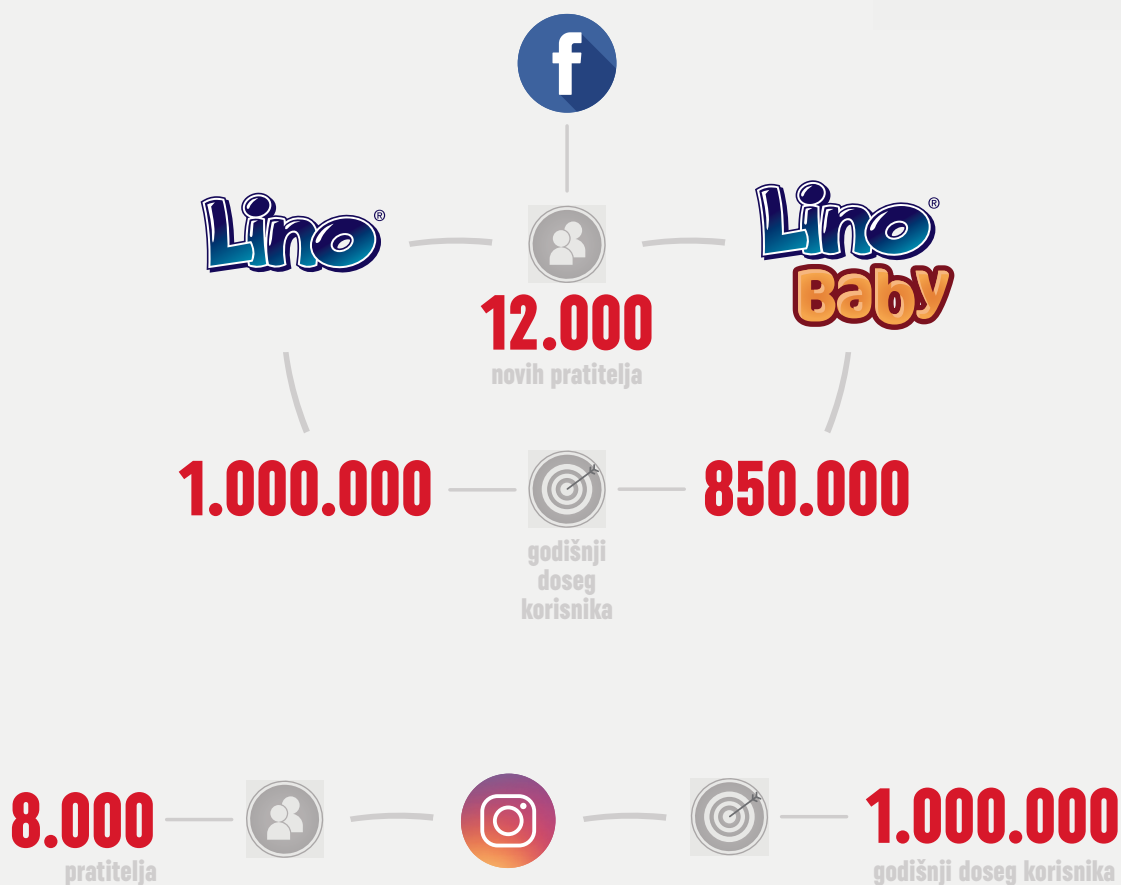 f
Lino®
Lino®
Baby
12.000
novih pratitelja
1.000.000
850.000
godišnji
doseg
korisnika
8.000
pratitelja
1.000.000
godišnji doseg korisnika